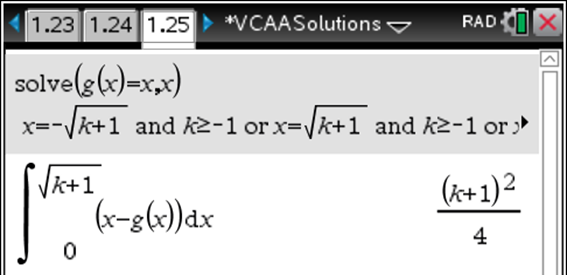 1.23 1.24 1.25 *VCAASolutions RAD
solve(g(x)=x,x)
x=-√(k+1) and k≥-1 or x=√(k+1) and k≥-1 or x
∫₀^√(k+1) (x-g(x))dx (k+1)²/4